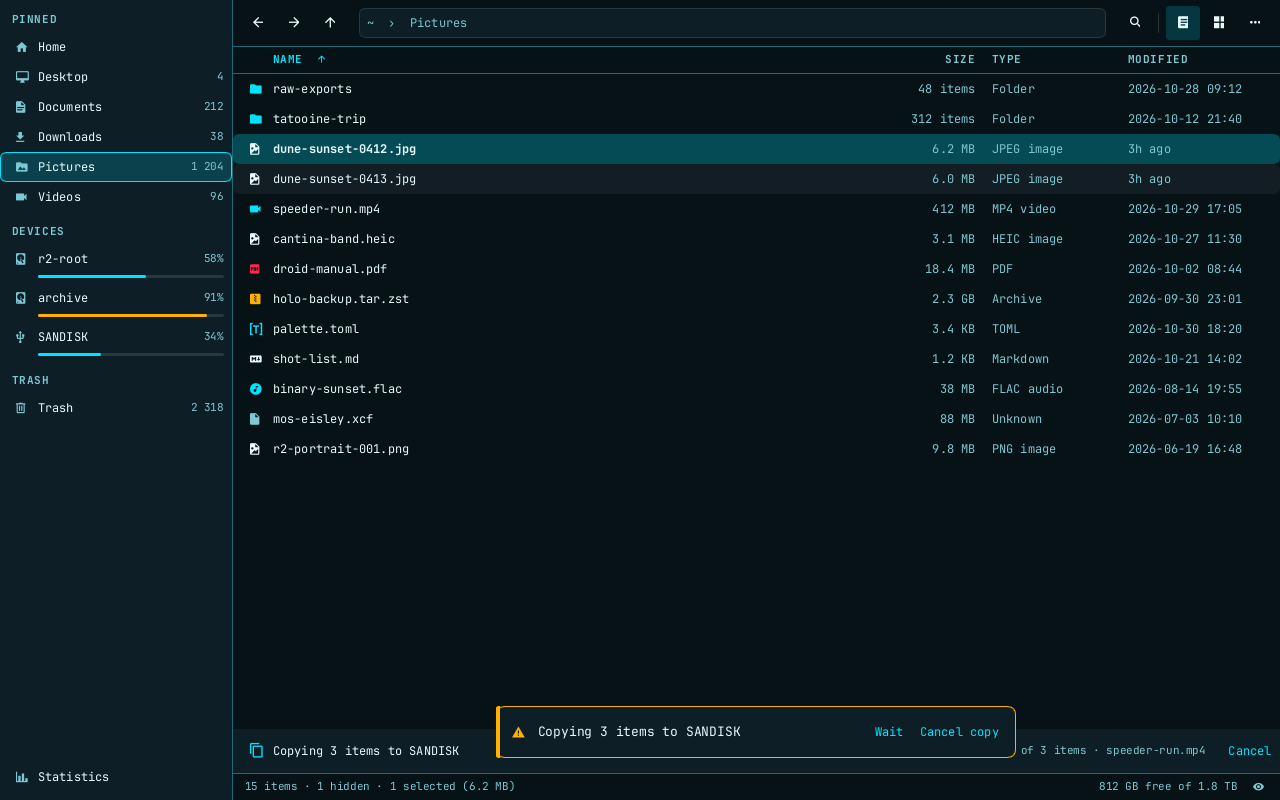 PINNED
Home
Desktop 4
Documents 212
Downloads 38
Pictures 1 204
Videos 96
DEVICES
r2-root 58%
archive 91%
SANDISK 34%
TRASH
Trash 2 318
Statistics
~ › Pictures
NAME ↑ SIZE TYPE MODIFIED
raw-exports 48 items Folder 2026-10-28 09:12
tatooine-trip 312 items Folder 2026-10-12 21:40
dune-sunset-0412.jpg 6.2 MB JPEG image 3h ago
dune-sunset-0413.jpg 6.0 MB JPEG image 3h ago
speeder-run.mp4 412 MB MP4 video 2026-10-29 17:05
cantina-band.heic 3.1 MB HEIC image 2026-10-27 11:30
droid-manual.pdf 18.4 MB PDF 2026-10-02 08:44
holo-backup.tar.zst 2.3 GB Archive 2026-09-30 23:01
palette.toml 3.4 KB TOML 2026-10-30 18:20
shot-list.md 1.2 KB Markdown 2026-10-21 14:02
binary-sunset.flac 38 MB FLAC audio 2026-08-14 19:55
mos-eisley.xcf 88 MB Unknown 2026-07-03 10:10
r2-portrait-001.png 9.8 MB PNG image 2026-06-19 16:48
Copying 3 items to SANDISK Wait Cancel copy
Copying 3 items to SANDISK of 3 items · speeder-run.mp4 Cancel
15 items · 1 hidden · 1 selected (6.2 MB) 812 GB free of 1.8 TB